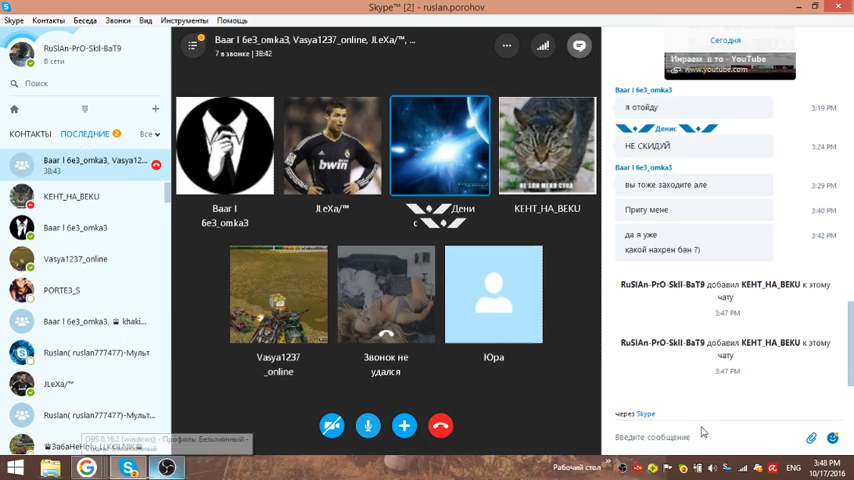 Skype™ [2] - ruslan.porohov
Skype Контакты Беседа Звонки Вид Инструменты Помощь
RuSlAn-PrO-SkIl-BaT9
В сети
Поиск
КОНТАКТЫ ПОСЛЕДНИЕ 2 Все
Baar l 6e3_omka3, Vasya12...
38:43
KEHT_HA_BEKU
Baar l 6e3_omka3
Vasya1237_online
PORTE3_S
Baar l 6e3_omka3, ♛ khaki...
Ruslan( ruslan777477)-Мульт
JLeXa/™
Ruslan( ruslan777477)-Мульт...
OBS 0.16.2 (windows) - Профиль: Безымянный -
Baar l 6e3_omka3, Vasya1237_online, JLeXa/™, ...
7 в звонке | 38:42
bwin
Baar l
6e3_omka3
JLeXa/™
Дени
с
KEHT_HA_BEKU
Vasya1237
_online
Звонок не
удался
Юра
Сегодня
Инраем в то - YouTube
www.youtube.com
Baar l 6e3_omka3
я отойду 3:19 PM
Денис
НЕ СКИДУЙ 3:24 PM
Baar l 6e3_omka3
вы тоже заходите але 3:29 PM
Пригу мене 3:40 PM
да я уже 3:42 PM
какой нахрен бан ?)
RuSlAn-PrO-SkIl-BaT9 добавил KEHT_HA_BEKU к этому
чату
3:47 PM
RuSlAn-PrO-SkIl-BaT9 добавил KEHT_HA_BEKU к этому
чату
3:47 PM
через Skype
Введите сообщение
Рабочий стол
ENG
3:48 PM
10/17/2016